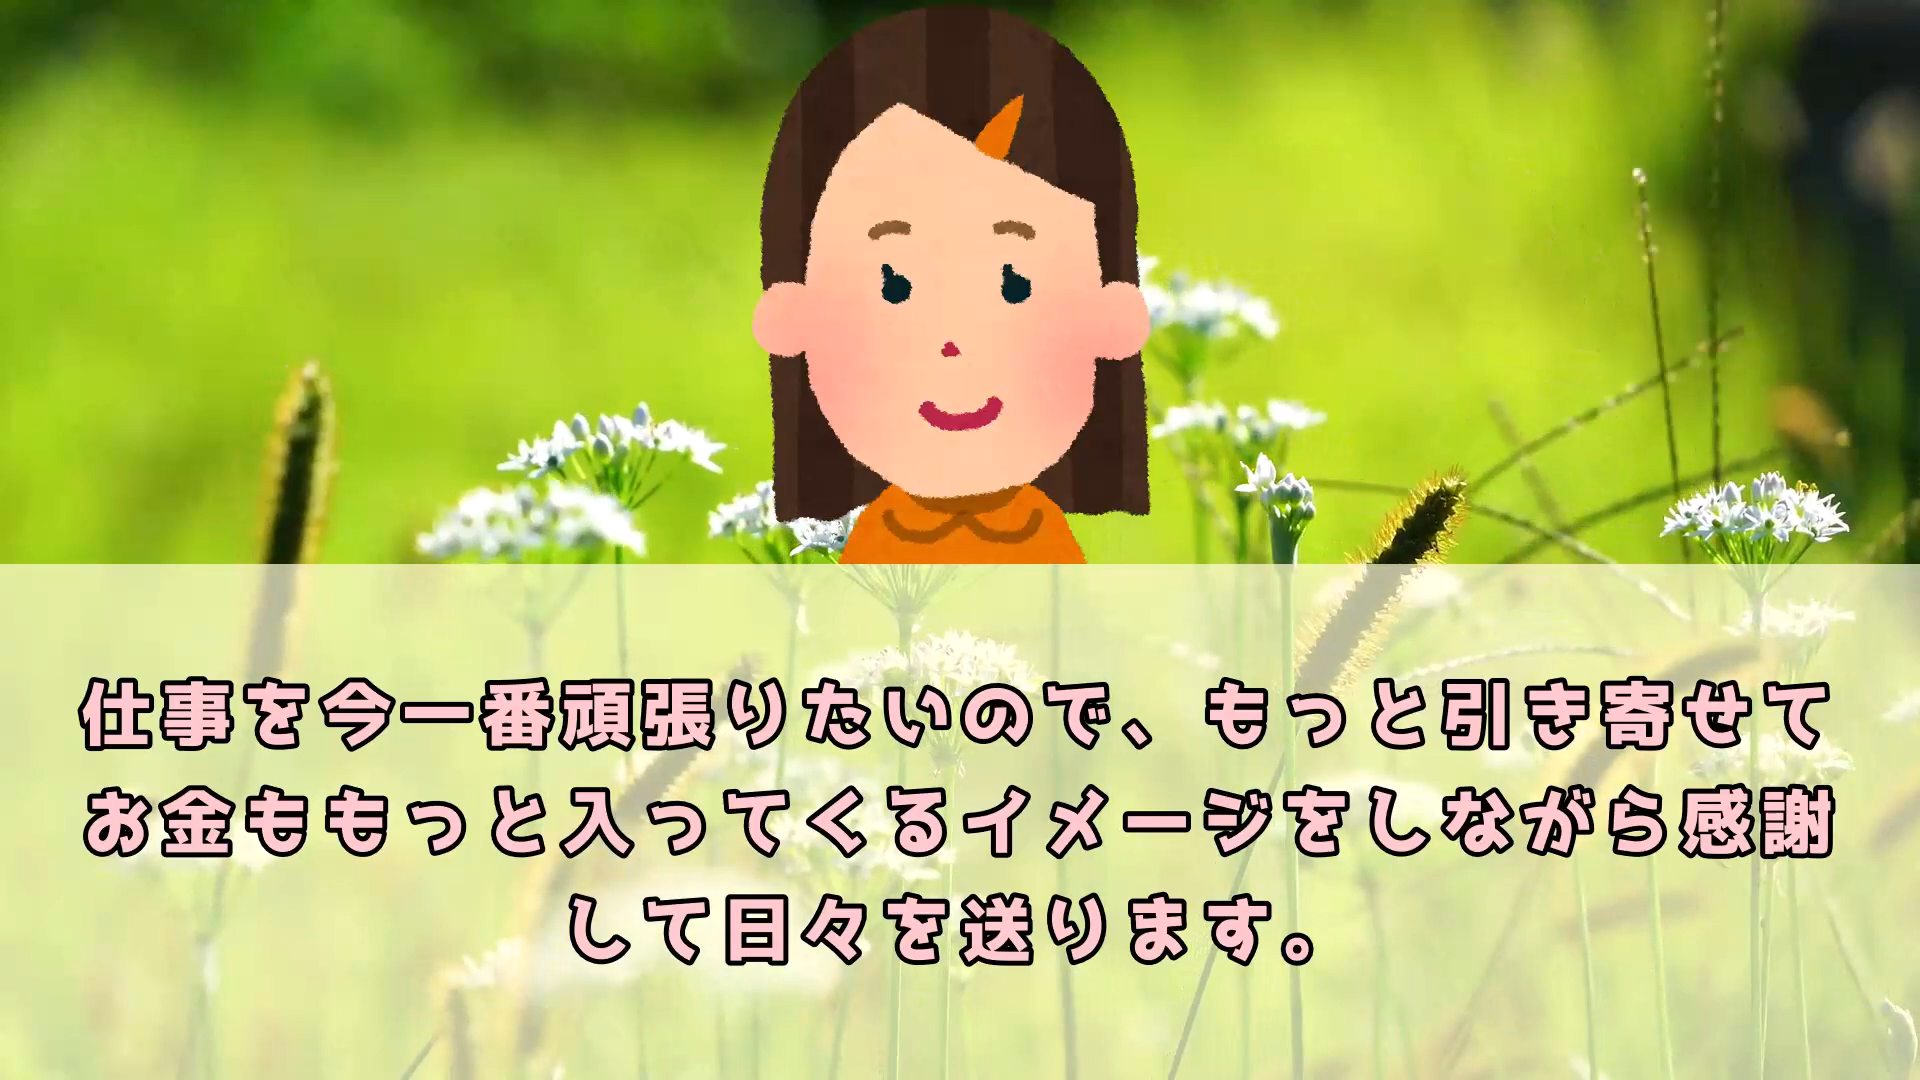 仕事を今一番頑張りたいので、もっと引き寄せて
お金ももっと入ってくるイメージをしながら感謝
して日々を送ります。